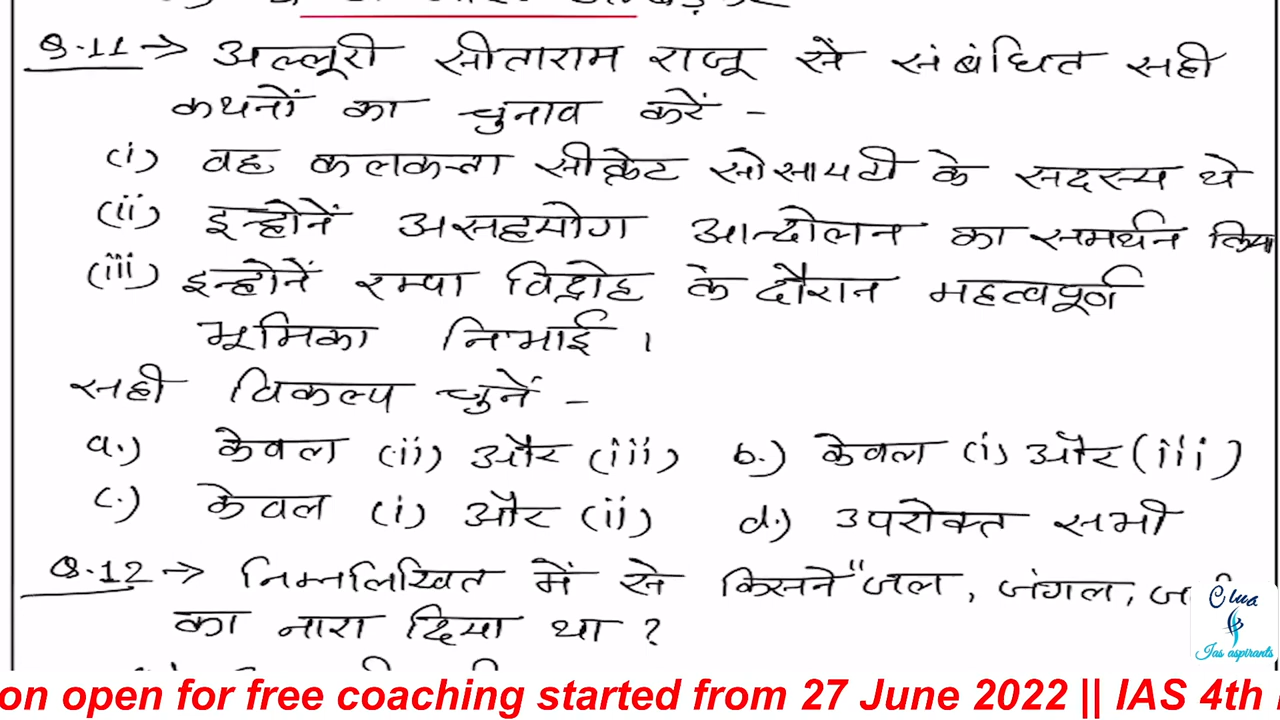 Q.11 → अल्लूरी सीताराम राजू से संबंधित सही
कथनों का चुनाव करें -
(i) वह कलकत्ता सीक्रेट सोसायटी के सदस्य थे
(ii) इन्होनें असहयोग आन्दोलन का समर्थन किया
(iii) इन्होनें रम्पा विद्रोह के दौरान महत्वपूर्ण
भूमिका निभाई ।
सही विकल्प चुनें -
a.) केवल (ii) और (iii) b.) केवल (i) और (iii)
c.) केवल (i) और (ii) d.) उपरोक्त सभी
Q.12 → निम्नलिखित में से किसने "जल, जंगल,
का नारा दिया था ?
Ias aspirants
on open for free coaching started from 27 June 2022 || IAS 4th